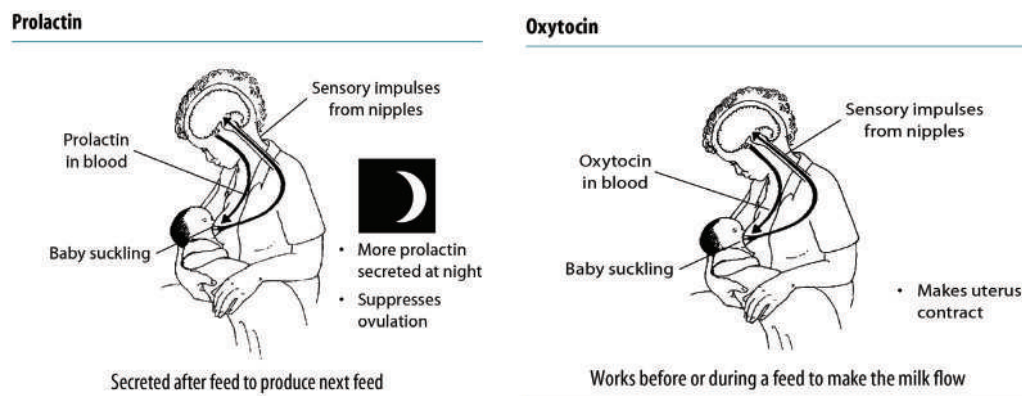 Prolactin
Sensory impulses
from nipples
Prolactin
in blood
Baby suckling
• More prolactin
secreted at night
• Suppresses
ovulation
Secreted after feed to produce next feed
Oxytocin
Sensory impulses
from nipples
Oxytocin
in blood
Baby suckling
• Makes uterus
contract
Works before or during a feed to make the milk flow